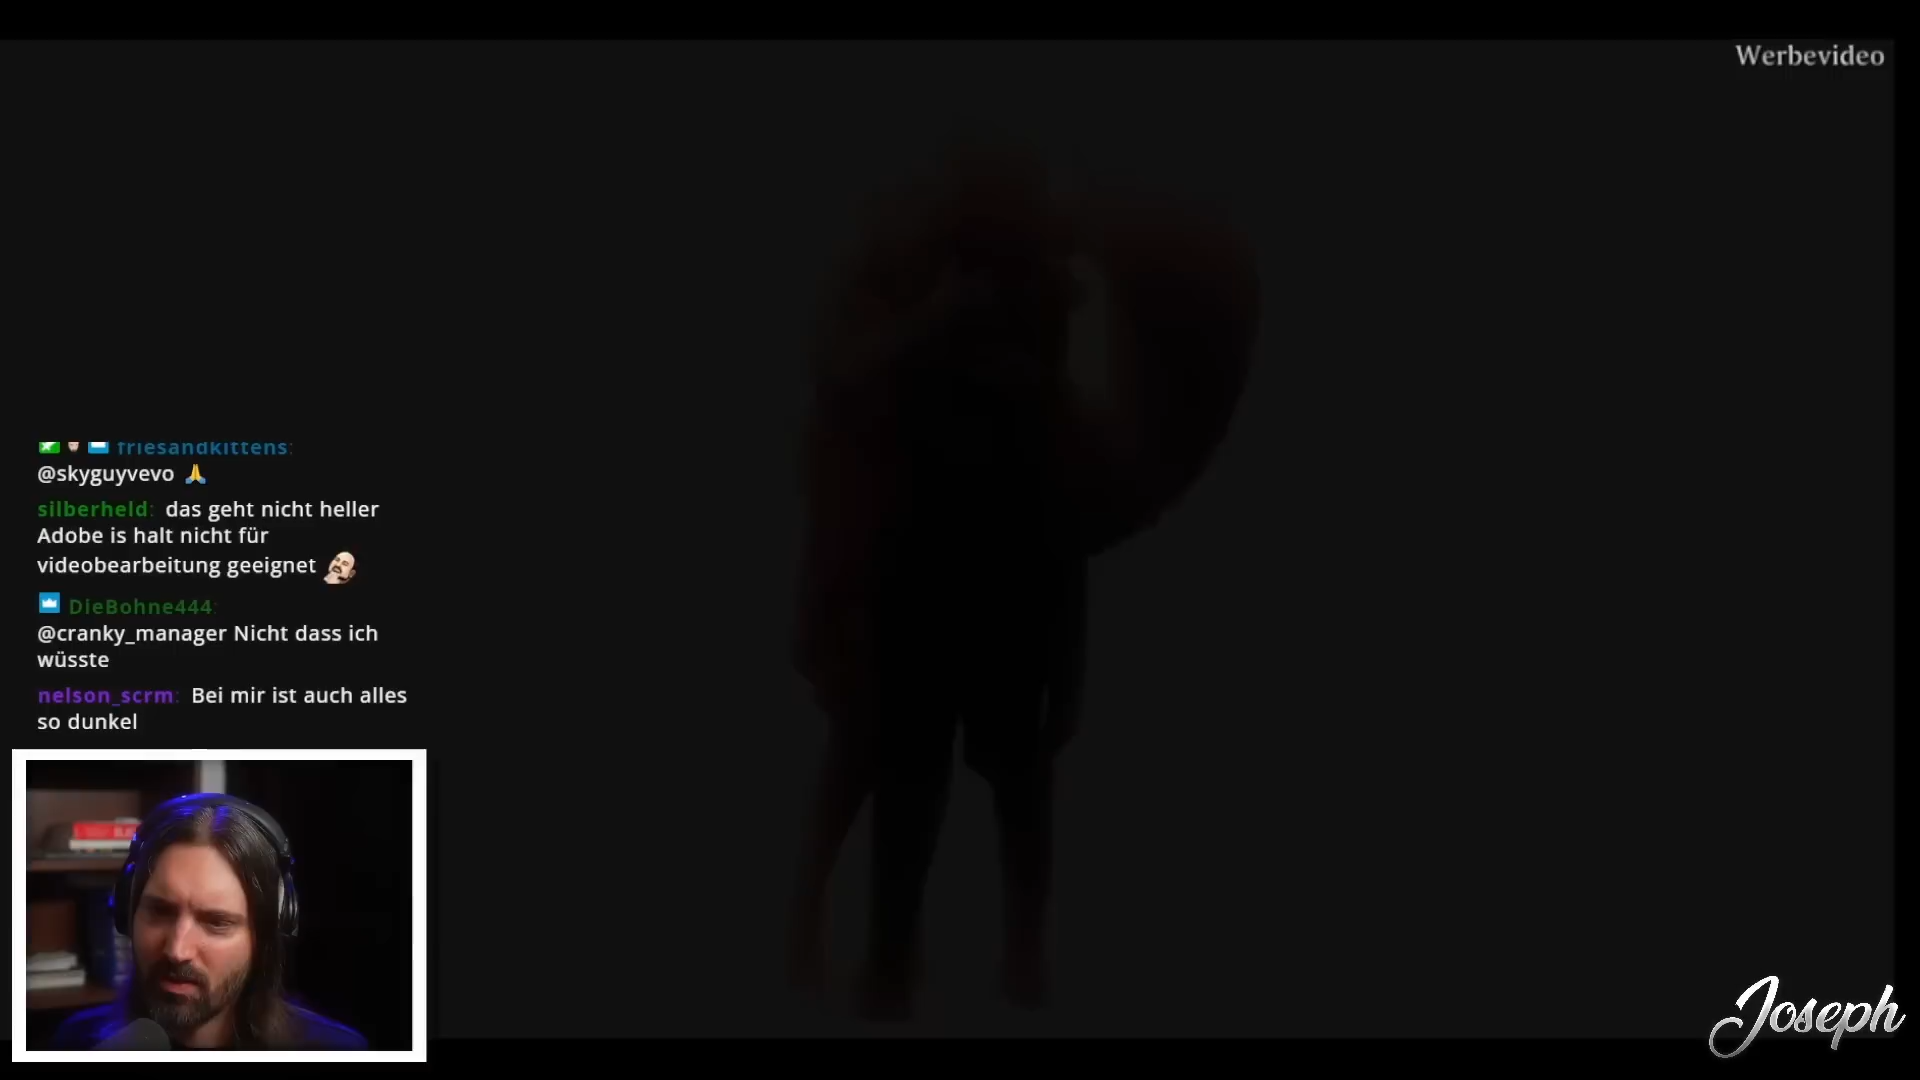 Werbevideo
friesandkittens:
@skyguyvevo
silberheld: das geht nicht heller
Adobe is halt nicht für
videobearbeitung geeignet
DieBohne444:
@cranky_manager Nicht dass ich
wüsste
nelson_scrm: Bei mir ist auch alles
so dunkel
Joseph